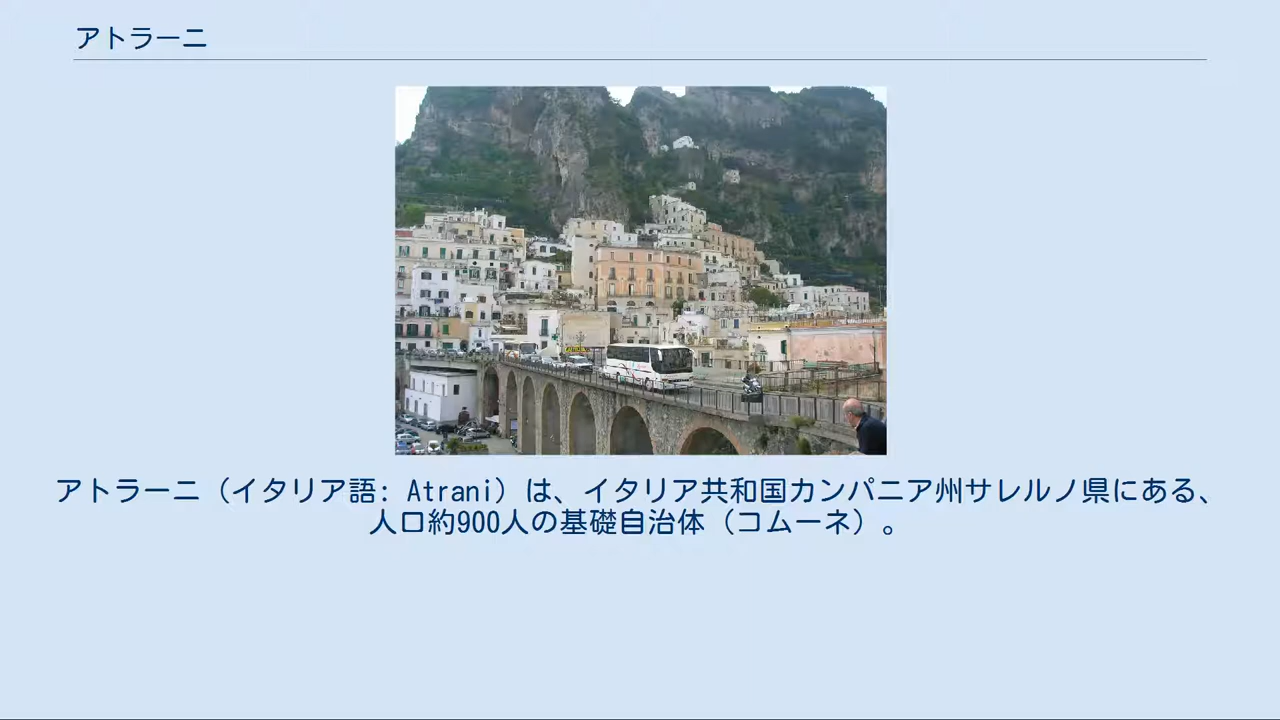 アトラーニ
アトラーニ（イタリア語: Atrani）は、イタリア共和国カンパニア州サレルノ県にある、
人口約900人の基礎自治体（コムーネ）。